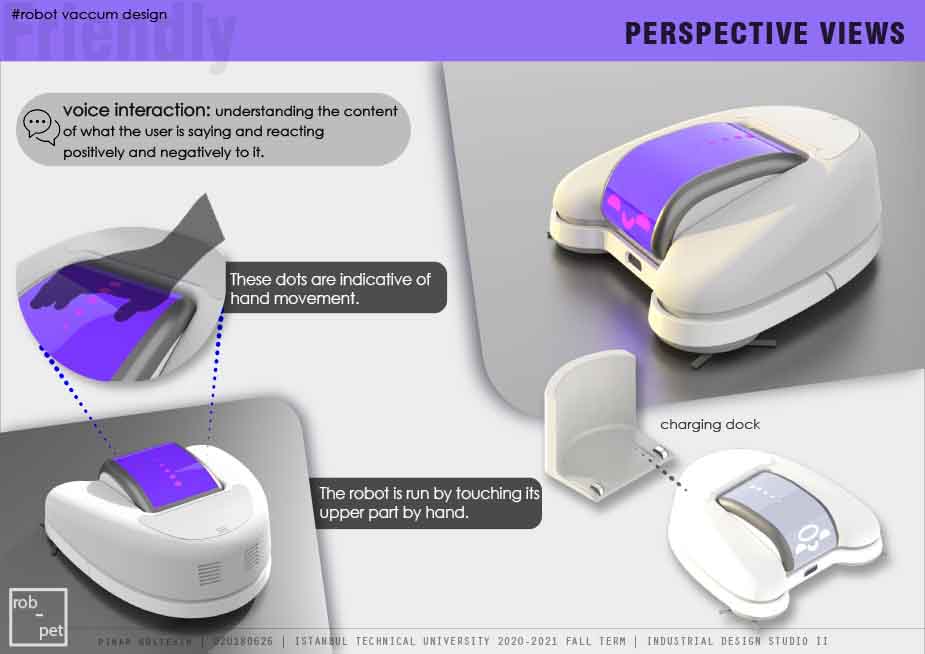 #robot vaccum design
Friendly
PERSPECTIVE VIEWS
voice interaction: understanding the content
of what the user is saying and reacting
positively and negatively to it.
These dots are indicative of
hand movement.
charging dock
The robot is run by touching its
upper part by hand.
rob
-
pet
PINAR GÜLTEKİN | 020180626 | ISTANBUL TECHNICAL UNIVERSITY 2020-2021 FALL TERM | INDUSTRIAL DESIGN STUDIO II